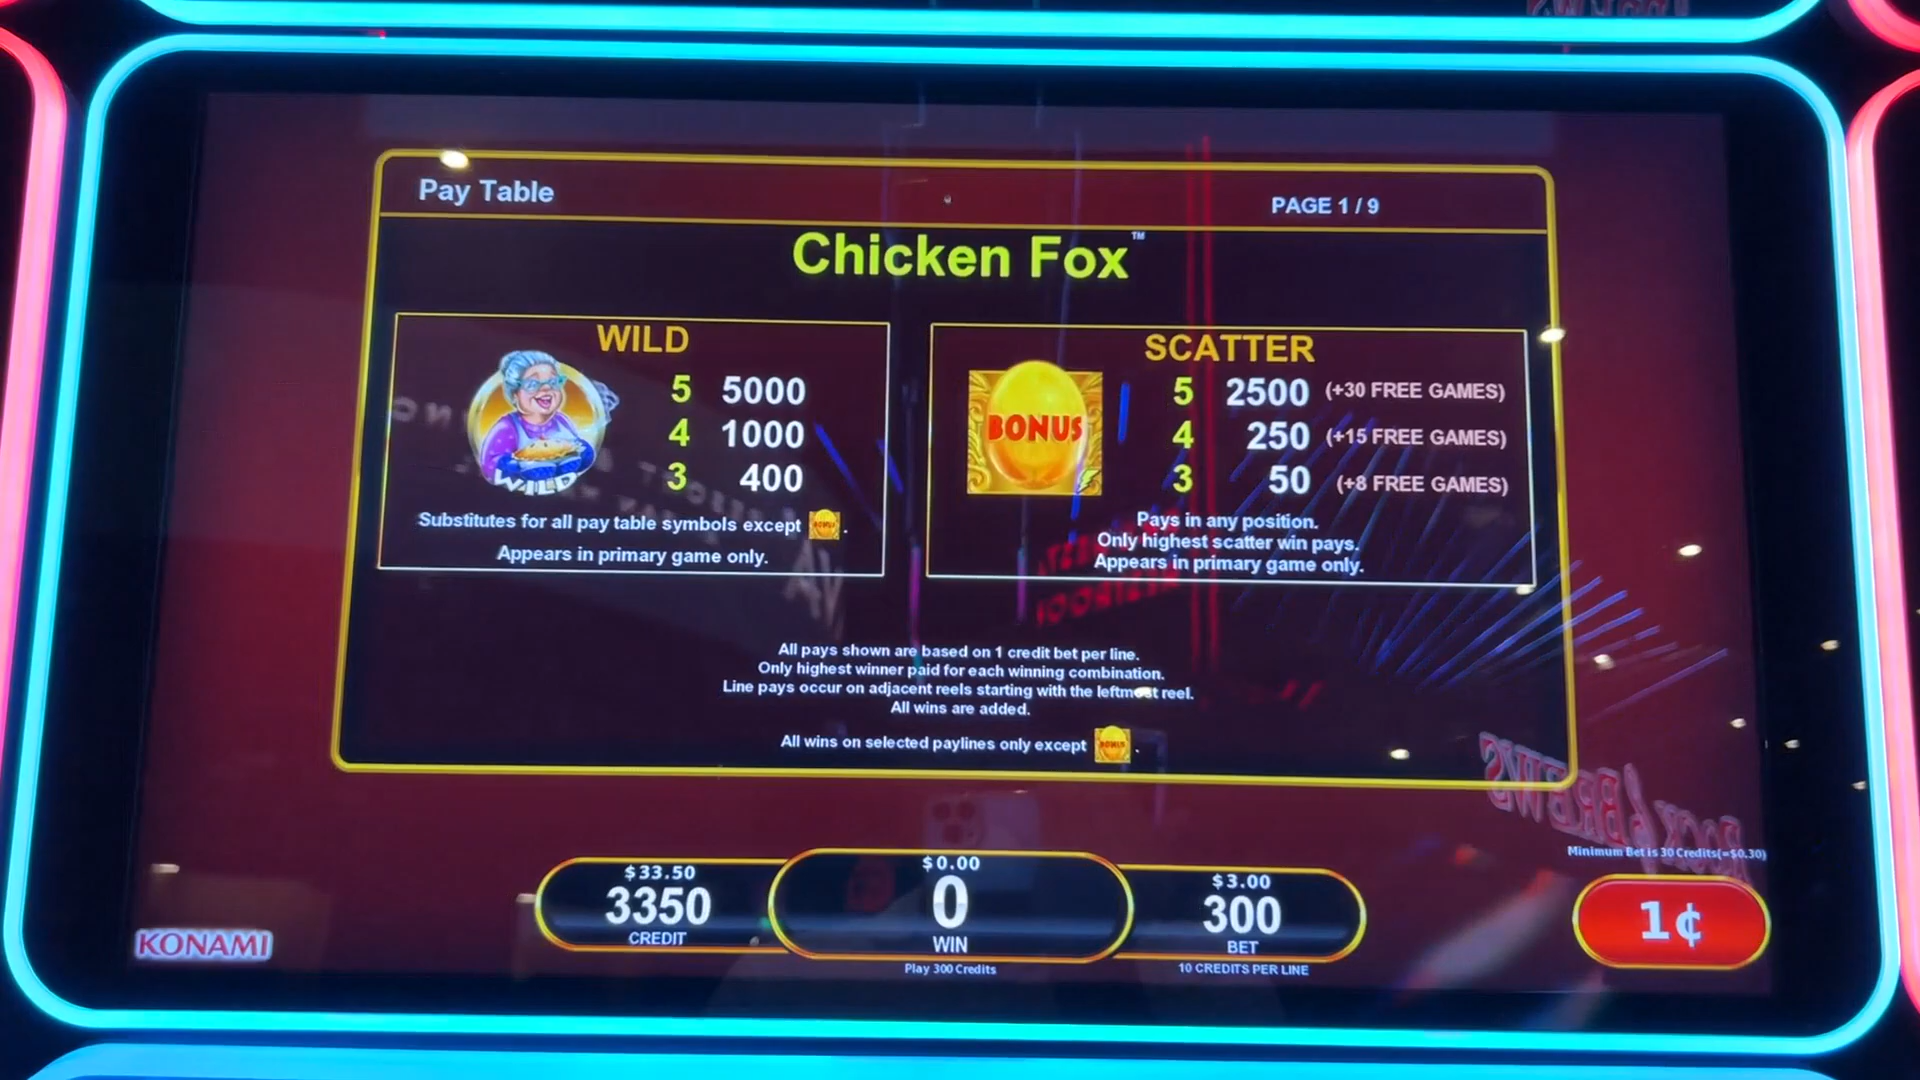 Pay Table
PAGE 1 / 9
Chicken Fox™
WILD
5 5000
4 1000
3 400
WILD
Substitutes for all pay table symbols except BONUS .
Appears in primary game only.
SCATTER
BONUS
5 2500 (+30 FREE GAMES)
4 250 (+15 FREE GAMES)
3 50 (+8 FREE GAMES)
Pays in any position.
Only highest scatter win pays.
Appears in primary game only.
All pays shown are based on 1 credit bet per line.
Only highest winner paid for each winning combination.
Line pays occur on adjacent reels starting with the leftmost reel.
All wins are added.
All wins on selected paylines only except BONUS .
Minimum Bet is 30 Credits(=$0.30)
KONAMI
$33.50
3350
CREDIT
$0.00
0
WIN
Play 300 Credits
$3.00
300
BET
10 CREDITS PER LINE
1¢